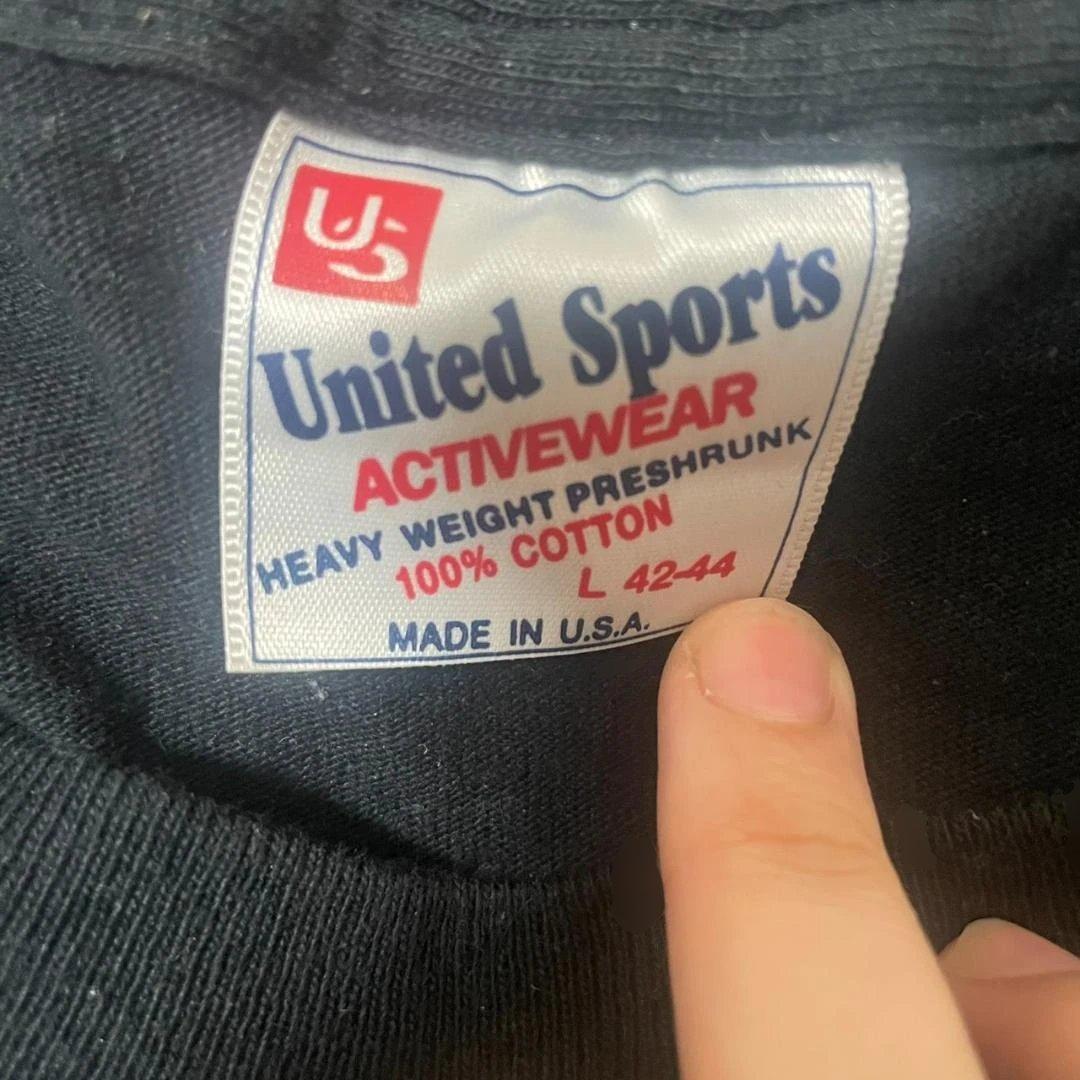 US
United Sports
ACTIVEWEAR
HEAVY WEIGHT PRESHRUNK
100% COTTON
L 42-44
MADE IN U.S.A.